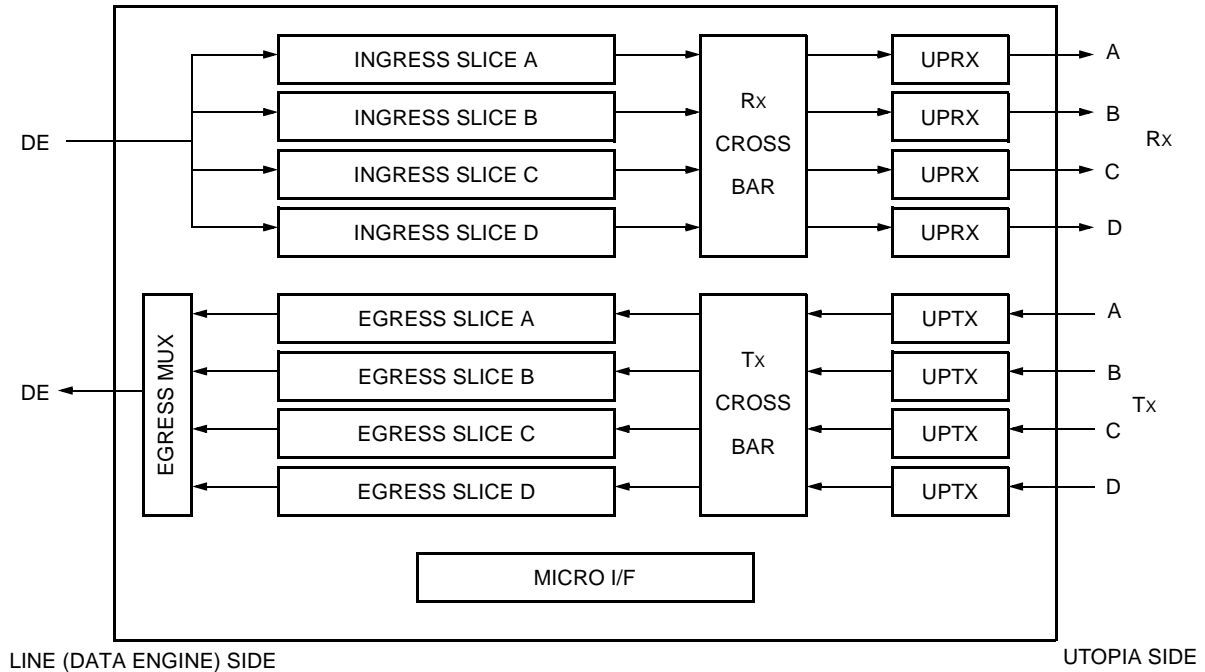 INGRESS SLICE A
UPRX
A
INGRESS SLICE B
UPRX
B
DE
Rx
CROSS
BAR
Rx
INGRESS SLICE C
UPRX
C
INGRESS SLICE D
UPRX
D
EGRESS MUX
EGRESS SLICE A
UPTX
A
EGRESS SLICE B
UPTX
B
DE
Tx
CROSS
BAR
Tx
EGRESS SLICE C
UPTX
C
EGRESS SLICE D
UPTX
D
MICRO I/F
LINE (DATA ENGINE) SIDE
UTOPIA SIDE